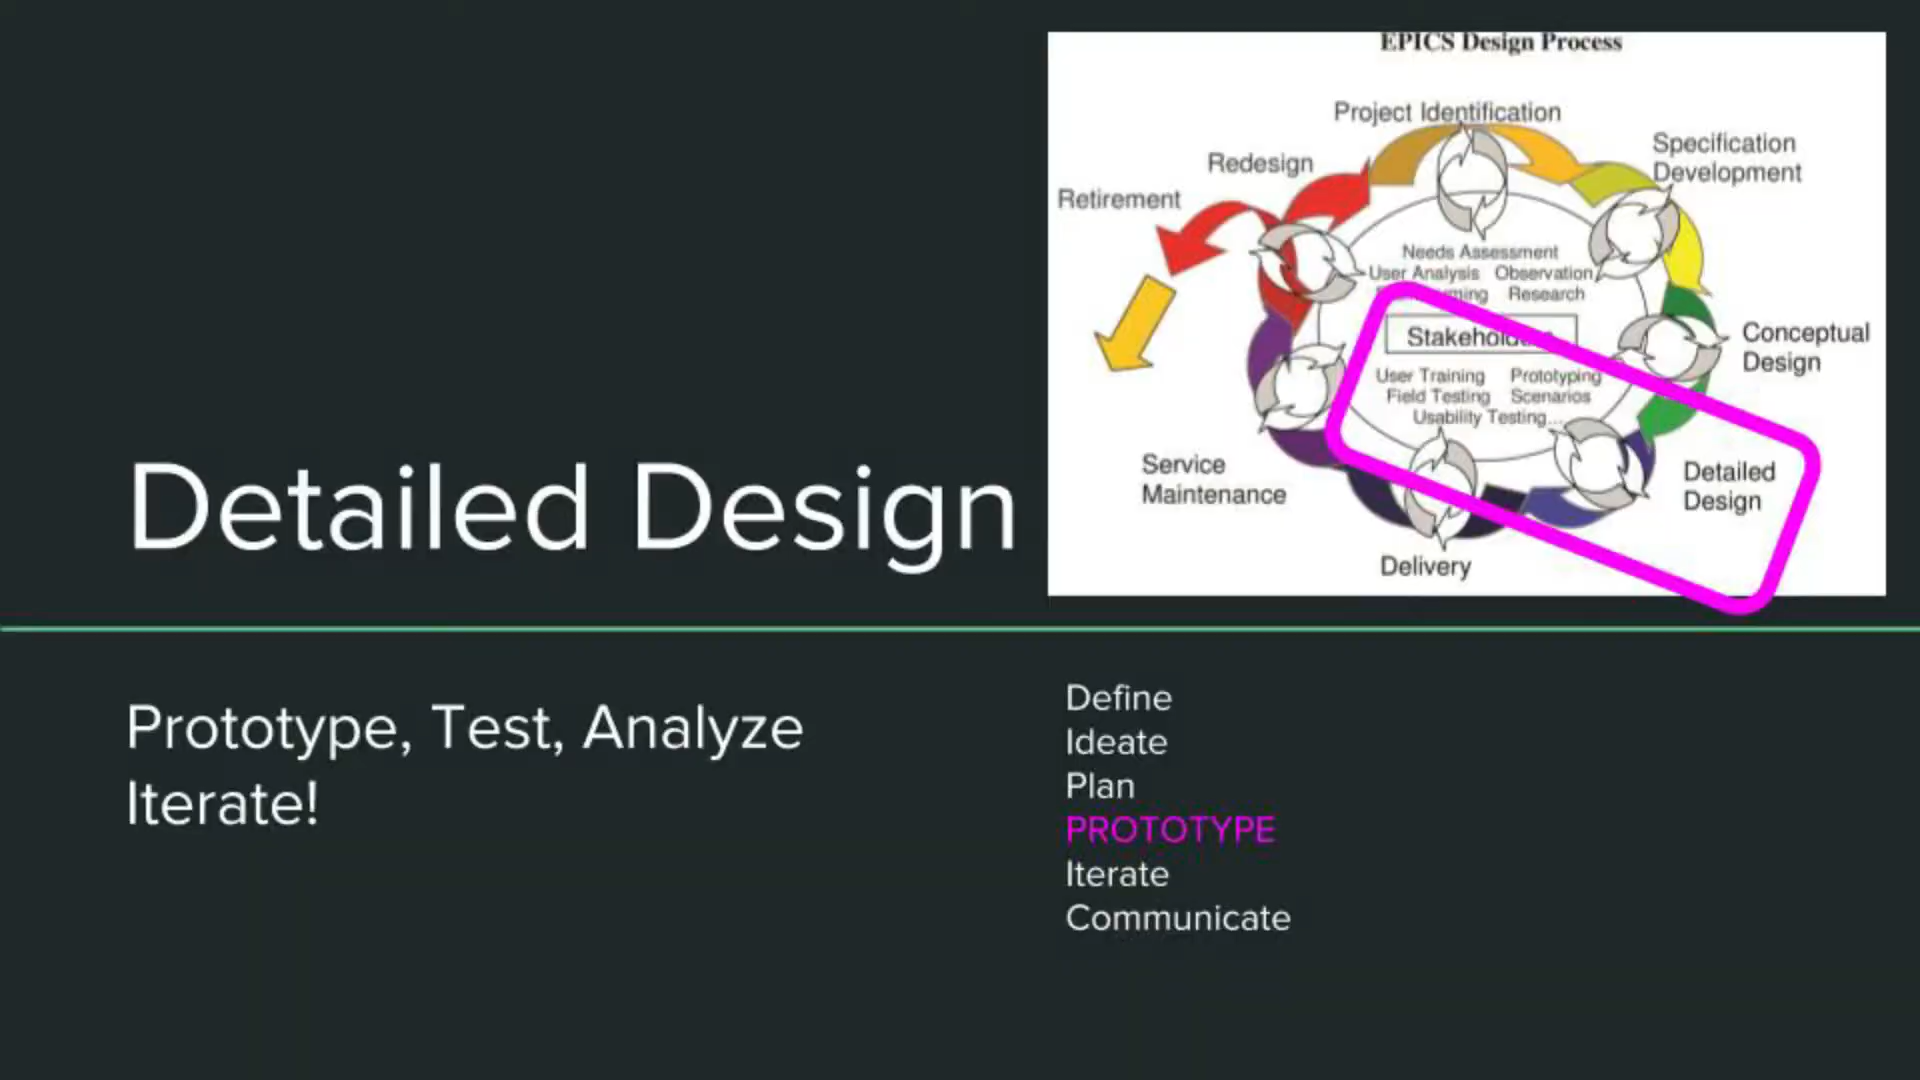 EPICS Design Process
Project Identification
Specification
Development
Redesign
Retirement
Needs Assessment
User Analysis Observation
Research
Conceptual
Design
User Training Prototyping
Field Testing Scenarios
Usability Testing...
Service
Maintenance
Detailed
Design
Delivery
Detailed Design
Prototype, Test, Analyze
Iterate!
Define
Ideate
Plan
PROTOTYPE
Iterate
Communicate